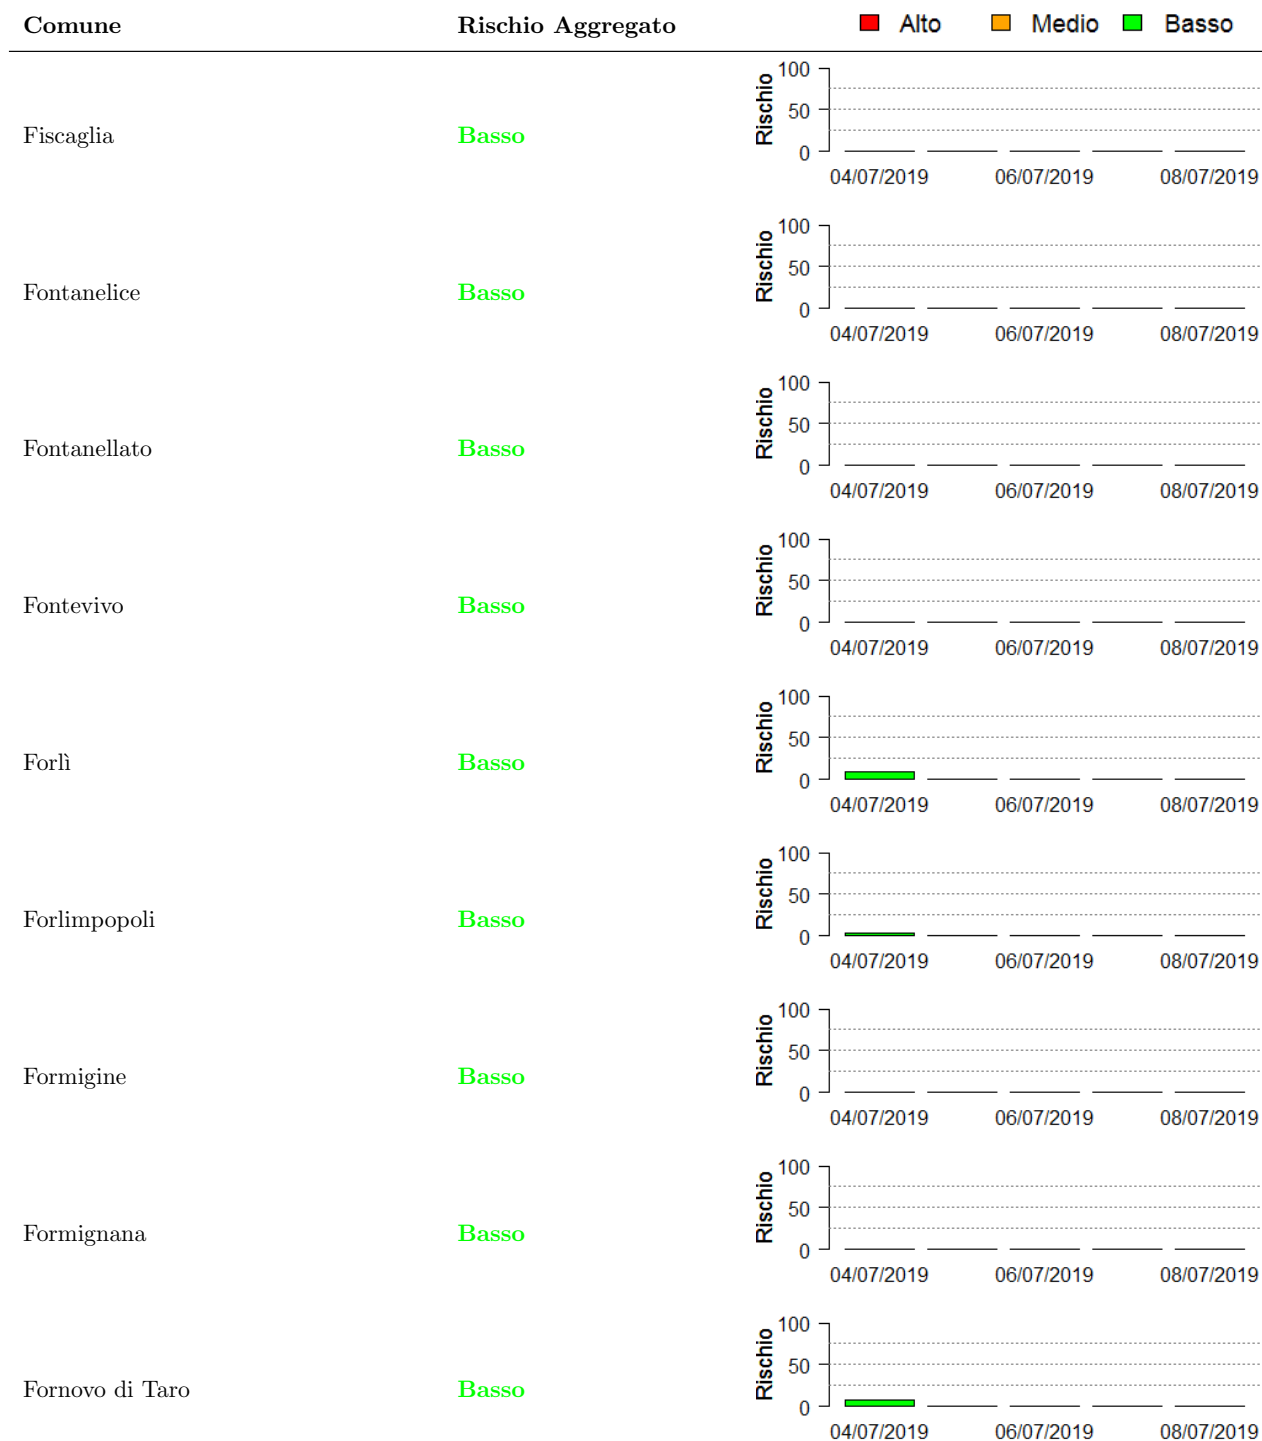 Comune Rischio Aggregato Alto Medio Basso
100
50
0
Rischio
Fiscaglia Basso
04/07/2019 06/07/2019 08/07/2019
100
50
0
Rischio
Fontanelice Basso
04/07/2019 06/07/2019 08/07/2019
100
50
0
Rischio
Fontanellato Basso
04/07/2019 06/07/2019 08/07/2019
100
50
0
Rischio
Fontevivo Basso
04/07/2019 06/07/2019 08/07/2019
100
50
0
Rischio
Forlì Basso
04/07/2019 06/07/2019 08/07/2019
100
50
0
Rischio
Forlimpopoli Basso
04/07/2019 06/07/2019 08/07/2019
100
50
0
Rischio
Formigine Basso
04/07/2019 06/07/2019 08/07/2019
100
50
0
Rischio
Formignana Basso
04/07/2019 06/07/2019 08/07/2019
100
50
0
Rischio
Fornovo di Taro Basso
04/07/2019 06/07/2019 08/07/2019